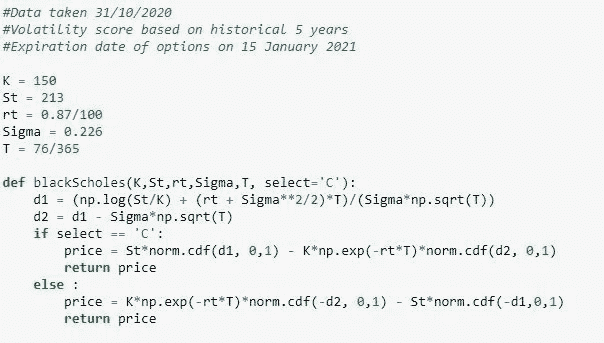 #Data taken 31/10/2020
#Volatility score based on historical 5 years
#Expiration date of options on 15 January 2021
K = 150
St = 213
rt = 0.87/100
Sigma = 0.226
T = 76/365
def blackScholes(K,St,rt,Sigma,T, select='C'):
    d1 = (np.log(St/K) + (rt + Sigma**2/2)*T)/(Sigma*np.sqrt(T))
    d2 = d1 - Sigma*np.sqrt(T)
    if select == 'C':
        price = St*norm.cdf(d1, 0,1) - K*np.exp(-rt*T)*norm.cdf(d2, 0,1)
        return price
    else :
        price = K*np.exp(-rt*T)*norm.cdf(-d2, 0,1) - St*norm.cdf(-d1,0,1)
        return price